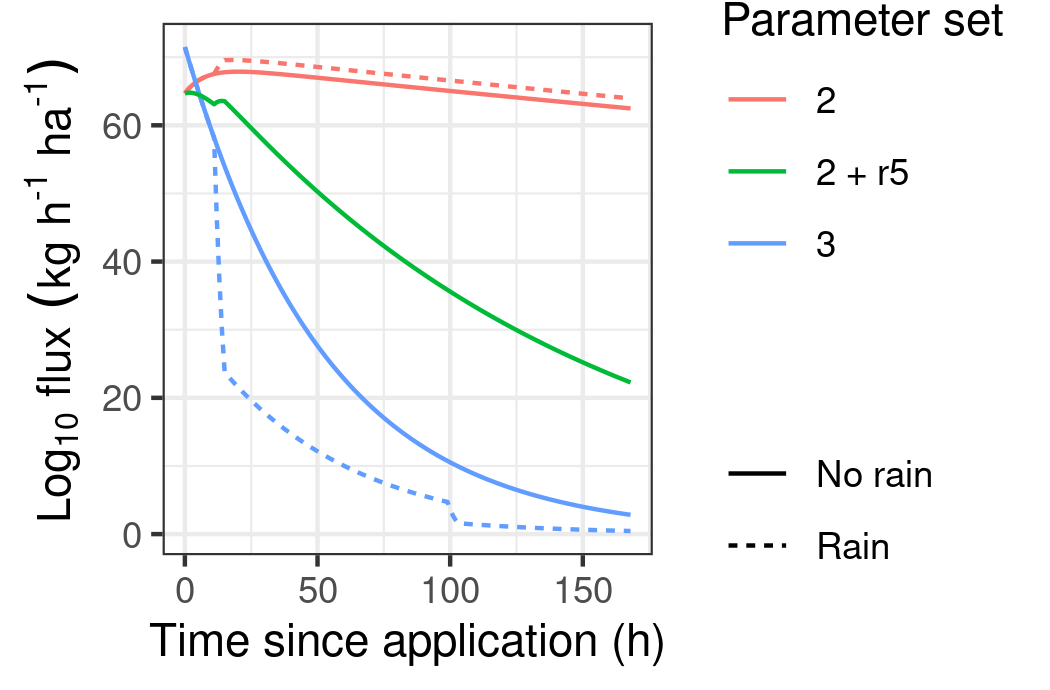 Parameter set
2
2 + r5
3
No rain
Rain
Log₁₀ flux (kg h⁻¹ ha⁻¹)
60
40
20
0
0 50 100 150
Time since application (h)